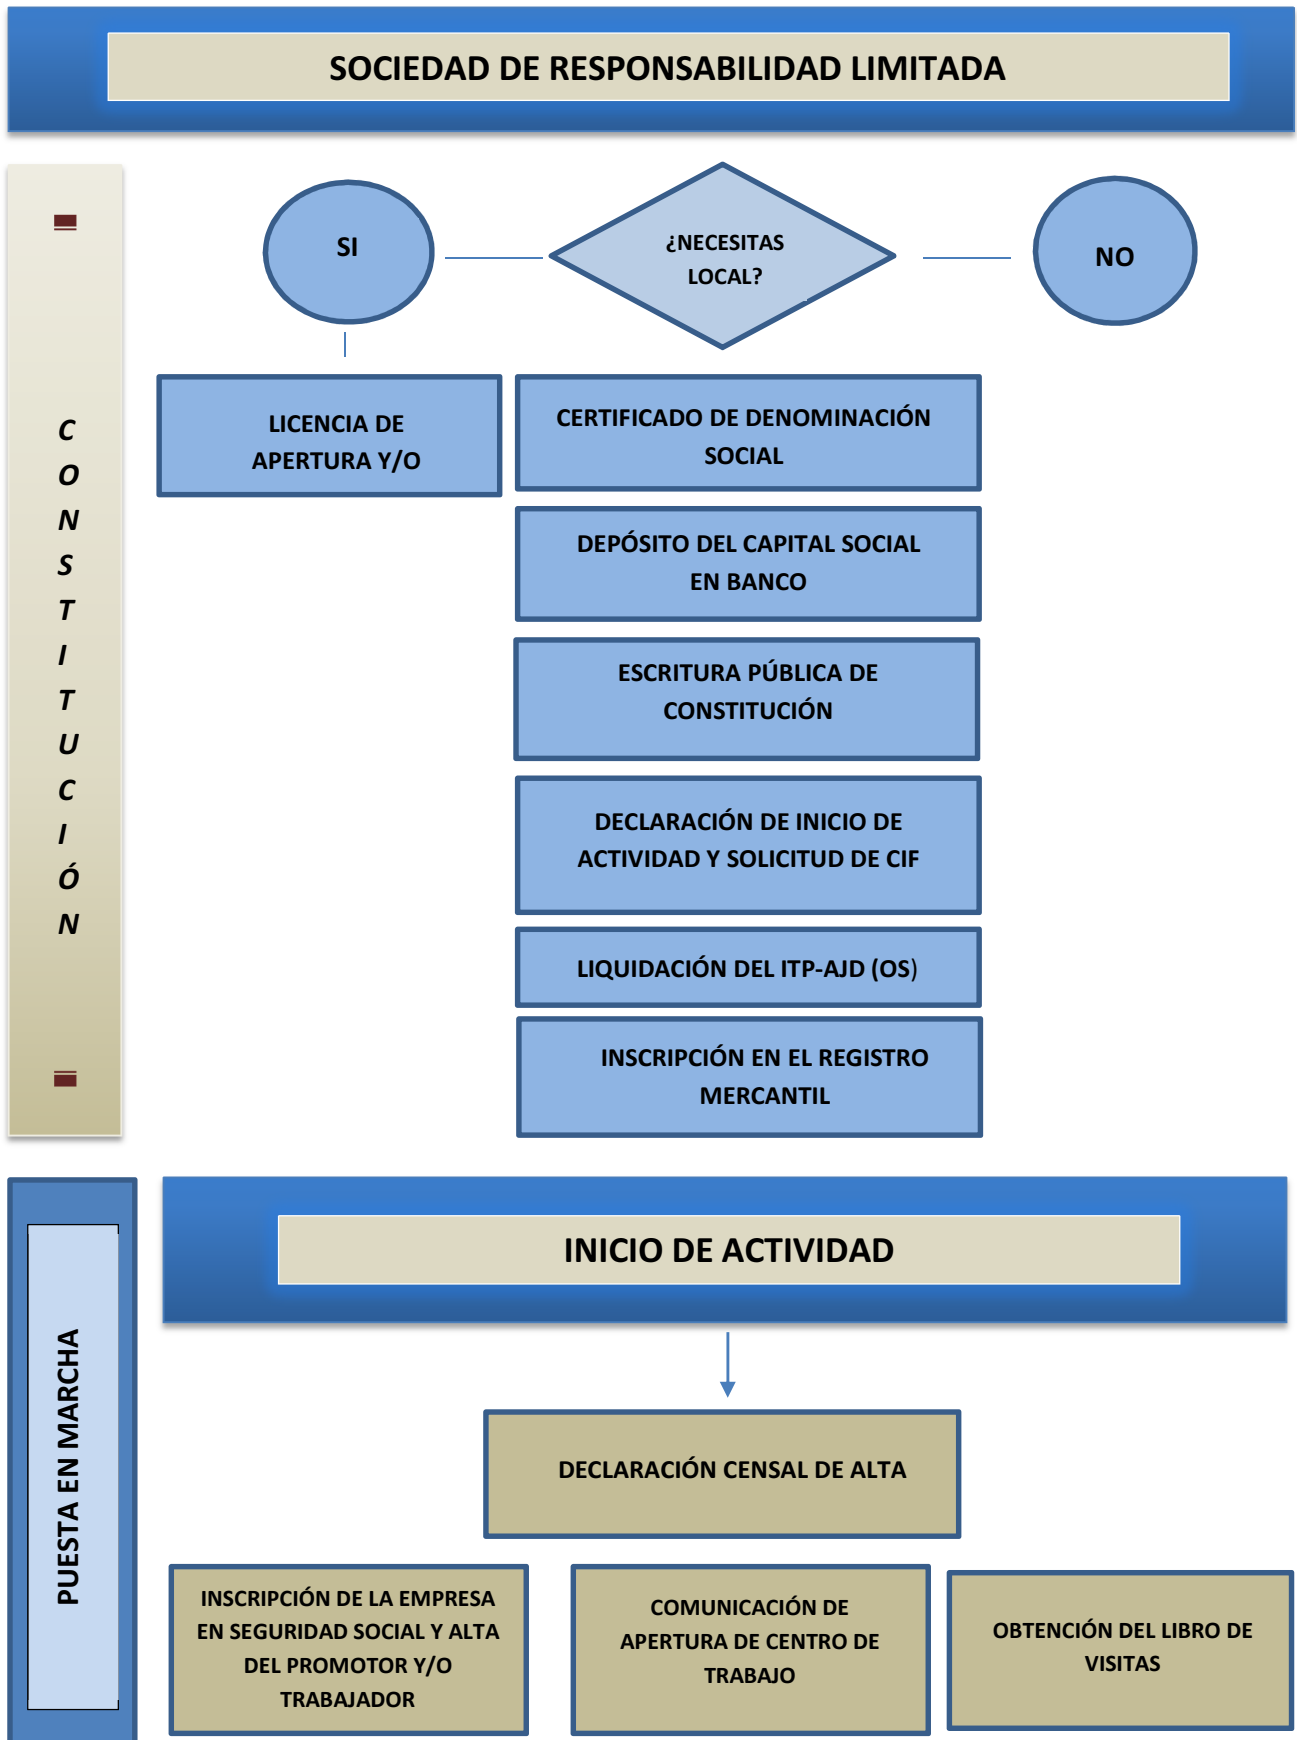 SOCIEDAD DE RESPONSABILIDAD LIMITADA
SI
¿NECESITAS
LOCAL?
NO
CONSTITUCIÓN
LICENCIA DE
APERTURA Y/O
CERTIFICADO DE DENOMINACIÓN
SOCIAL
DEPÓSITO DEL CAPITAL SOCIAL
EN BANCO
ESCRITURA PÚBLICA DE
CONSTITUCIÓN
DECLARACIÓN DE INICIO DE
ACTIVIDAD Y SOLICITUD DE CIF
LIQUIDACIÓN DEL ITP-AJD (OS)
INSCRIPCIÓN EN EL REGISTRO
MERCANTIL
PUESTA EN MARCHA
INICIO DE ACTIVIDAD
DECLARACIÓN CENSAL DE ALTA
INSCRIPCIÓN DE LA EMPRESA
EN SEGURIDAD SOCIAL Y ALTA
DEL PROMOTOR Y/O
TRABAJADOR
COMUNICACIÓN DE
APERTURA DE CENTRO DE
TRABAJO
OBTENCIÓN DEL LIBRO DE
VISITAS